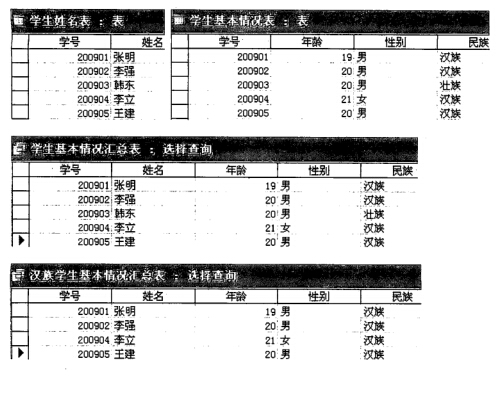 学生姓名表 : 表
学号 姓名
200901 张明
200902 李强
200903 韩东
200904 李立
200905 王建
学生基本情况表 : 表
学号 年龄 性别 民族
200901 19 男 汉族
200902 20 男 汉族
200903 20 男 壮族
200904 21 女 汉族
200905 20 男 汉族
学生基本情况汇总表 : 选择查询
学号 姓名 年龄 性别 民族
200901 张明 19 男 汉族
200902 李强 20 男 汉族
200903 韩东 20 男 壮族
200904 李立 21 女 汉族
200905 王建 20 男 汉族
汉族学生基本情况汇总表 : 选择查询
学号 姓名 年龄 性别 民族
200901 张明 19 男 汉族
200902 李强 20 男 汉族
200904 李立 21 女 汉族
200905 王建 20 男 汉族